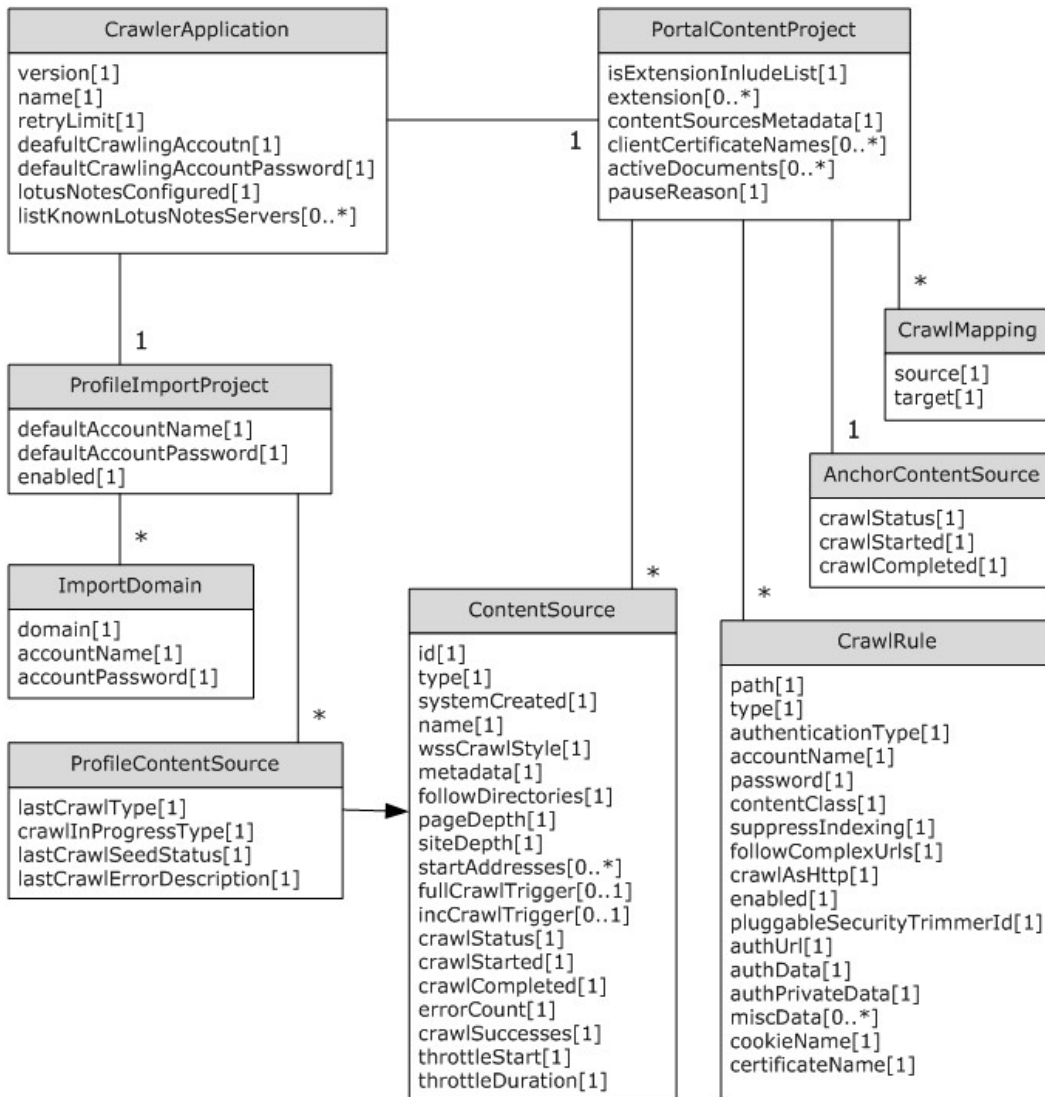 CrawlerApplication
version[1]
name[1]
retryLimit[1]
deafultCrawlingAccoutn[1]
defaultCrawlingAccountPassword[1]
lotusNotesConfigured[1]
listKnownLotusNotesServers[0..*]
1
PortalContentProject
isExtensionInludeList[1]
extension[0..*]
contentSourcesMetadata[1]
clientCertificateNames[0..*]
activeDocuments[0..*]
pauseReason[1]
*
CrawlMapping
source[1]
target[1]
1
ProfileImportProject
defaultAccountName[1]
defaultAccountPassword[1]
enabled[1]
1
AnchorContentSource
crawlStatus[1]
crawlStarted[1]
crawlCompleted[1]
*
ImportDomain
domain[1]
accountName[1]
accountPassword[1]
*
ProfileContentSource
lastCrawlType[1]
crawlInProgressType[1]
lastCrawlSeedStatus[1]
lastCrawlErrorDescription[1]
*
ContentSource
id[1]
type[1]
systemCreated[1]
name[1]
wssCrawlStyle[1]
metadata[1]
followDirectories[1]
pageDepth[1]
siteDepth[1]
startAddresses[0..*]
fullCrawlTrigger[0..1]
incCrawlTrigger[0..1]
crawlStatus[1]
crawlStarted[1]
crawlCompleted[1]
errorCount[1]
crawlSuccesses[1]
throttleStart[1]
throttleDuration[1]
*
CrawlRule
path[1]
type[1]
authenticationType[1]
accountName[1]
password[1]
contentClass[1]
suppressIndexing[1]
followComplexUrls[1]
crawlAsHttp[1]
enabled[1]
pluggableSecurityTrimmerId[1]
authUrl[1]
authData[1]
authPrivateData[1]
miscData[0..*]
cookieName[1]
certificateName[1]